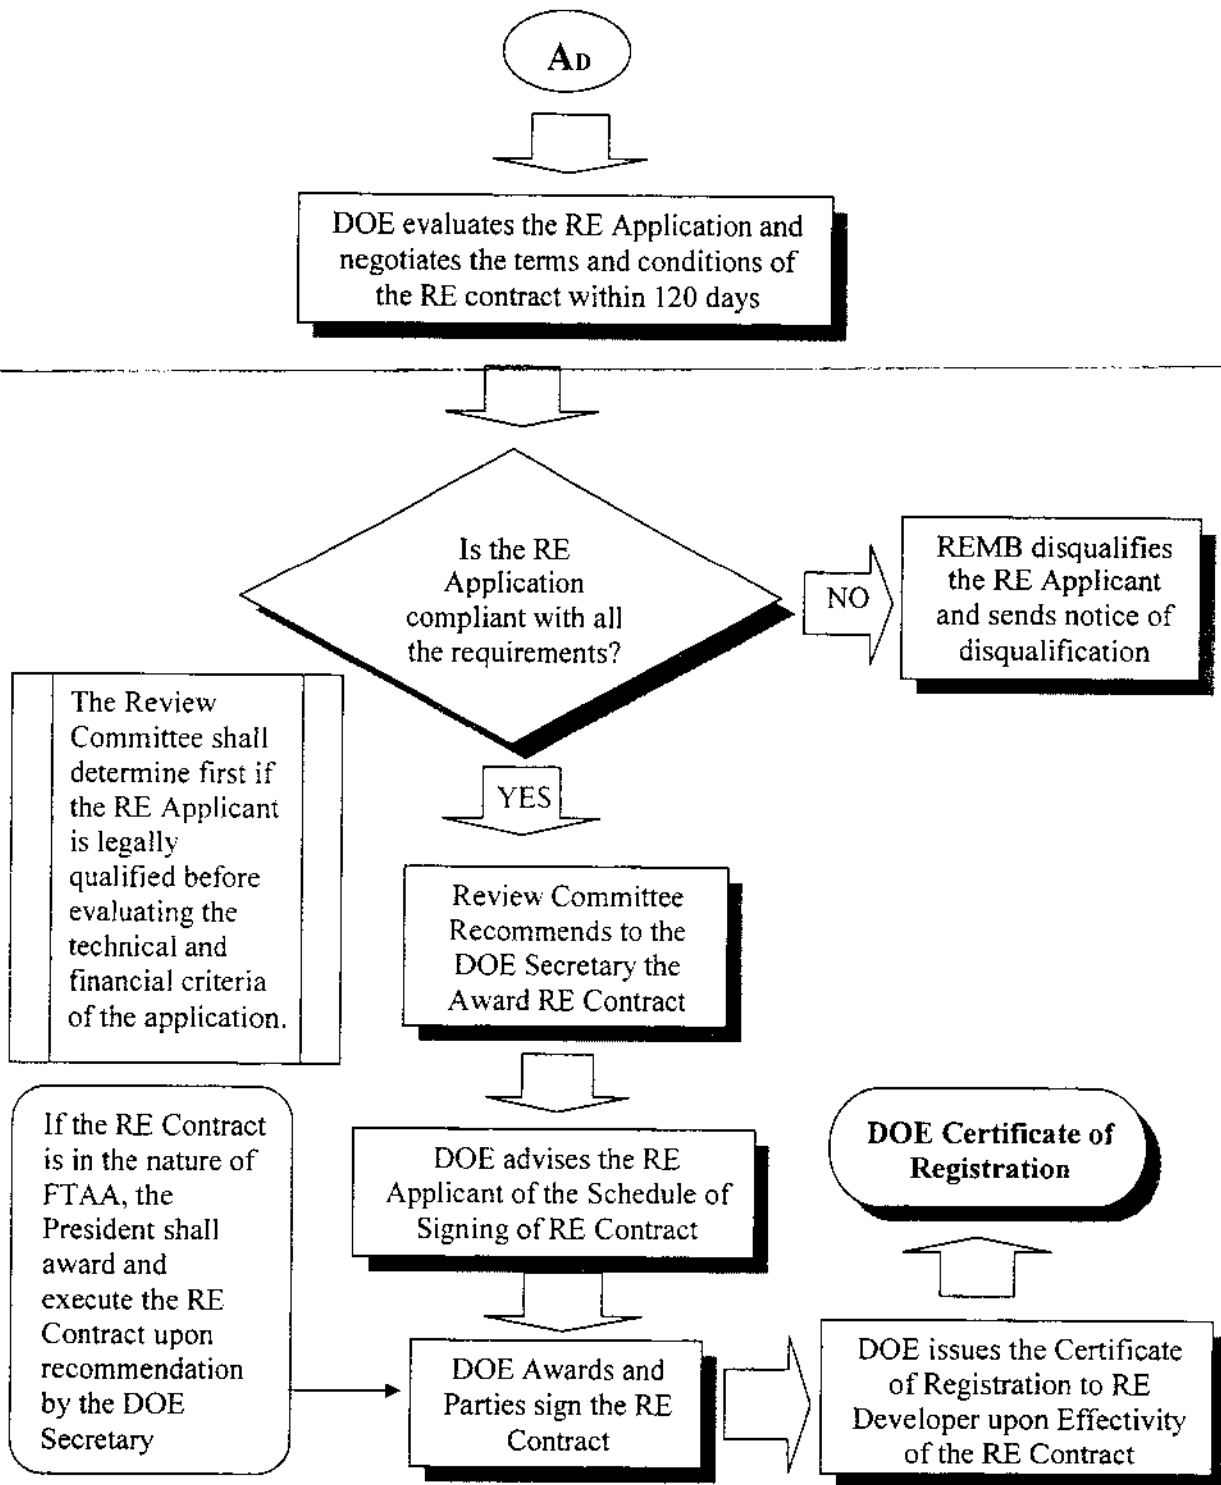 AD
DOE evaluates the RE Application and
negotiates the terms and conditions of
the RE contract within 120 days
Is the RE
Application
compliant with all
the requirements?
NO
REMB disqualifies
the RE Applicant
and sends notice of
disqualification
The Review
Committee shall
determine first if
the RE Applicant
is legally
qualified before
evaluating the
technical and
financial criteria
of the application.
YES
Review Committee
Recommends to the
DOE Secretary the
Award RE Contract
DOE advises the RE
Applicant of the Schedule of
Signing of RE Contract
If the RE Contract
is in the nature of
FTAA, the
President shall
award and
execute the RE
Contract upon
recommendation
by the DOE
Secretary
DOE Awards and
Parties sign the RE
Contract
DOE issues the Certificate
of Registration to RE
Developer upon Effectivity
of the RE Contract
DOE Certificate of
Registration